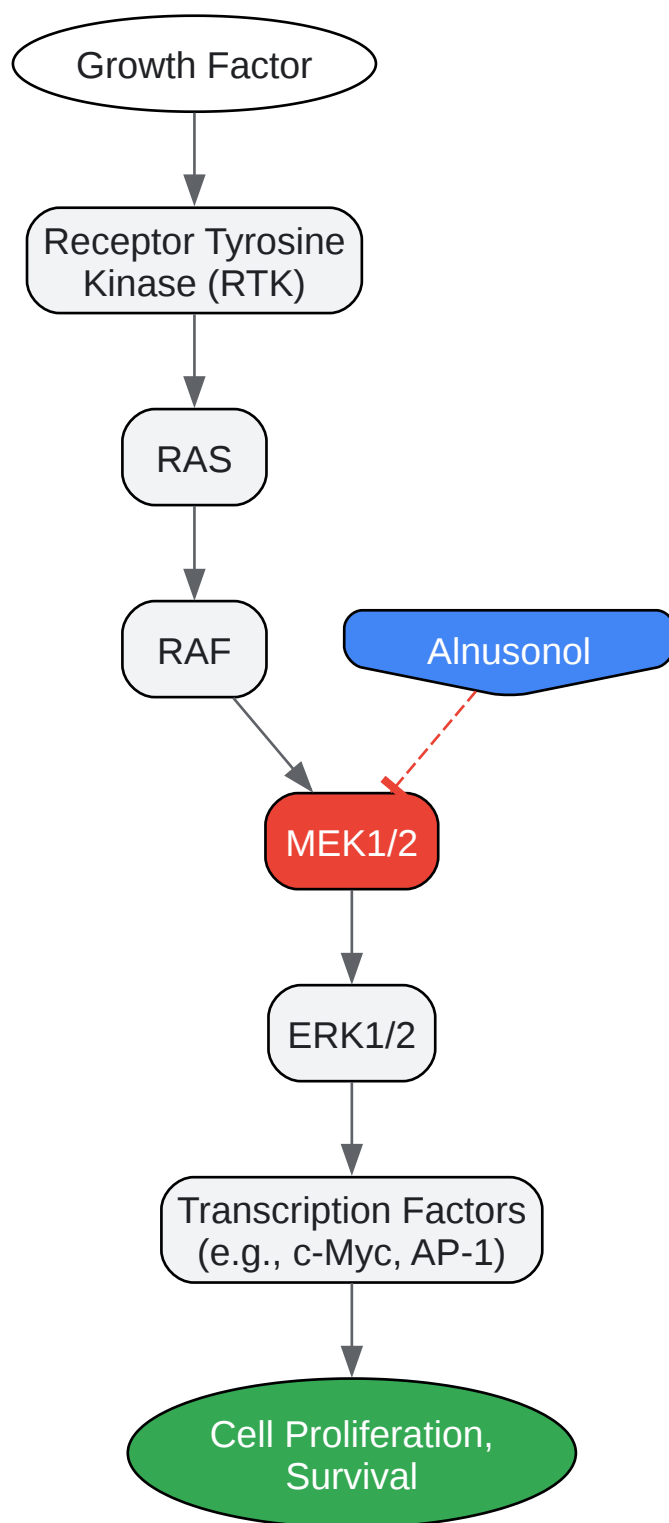 Growth Factor
Receptor Tyrosine
Kinase (RTK)
RAS
RAF
Alnusonol
MEK1/2
ERK1/2
Transcription Factors
(e.g., c-Myc, AP-1)
Cell Proliferation,
Survival